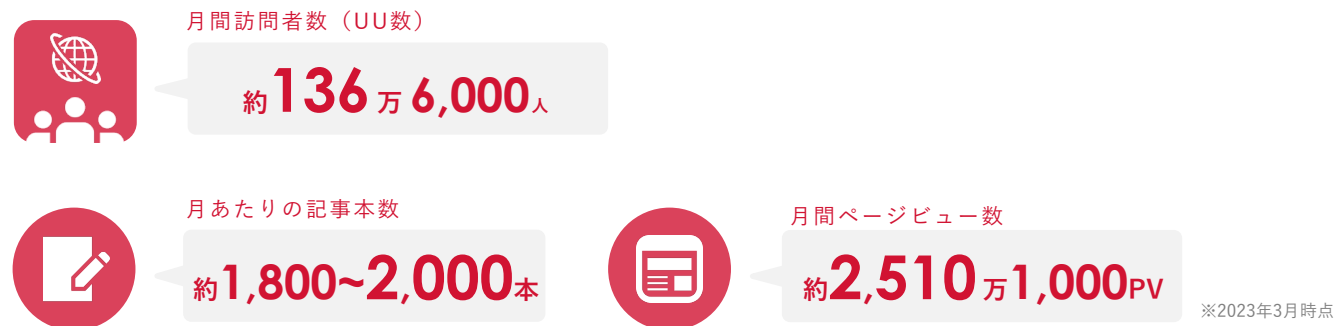 月間訪問者数（UU数）
約136万6,000人
月あたりの記事本数
約1,800~2,000本
月間ページビュー数
約2,510万1,000PV
※2023年3月時点